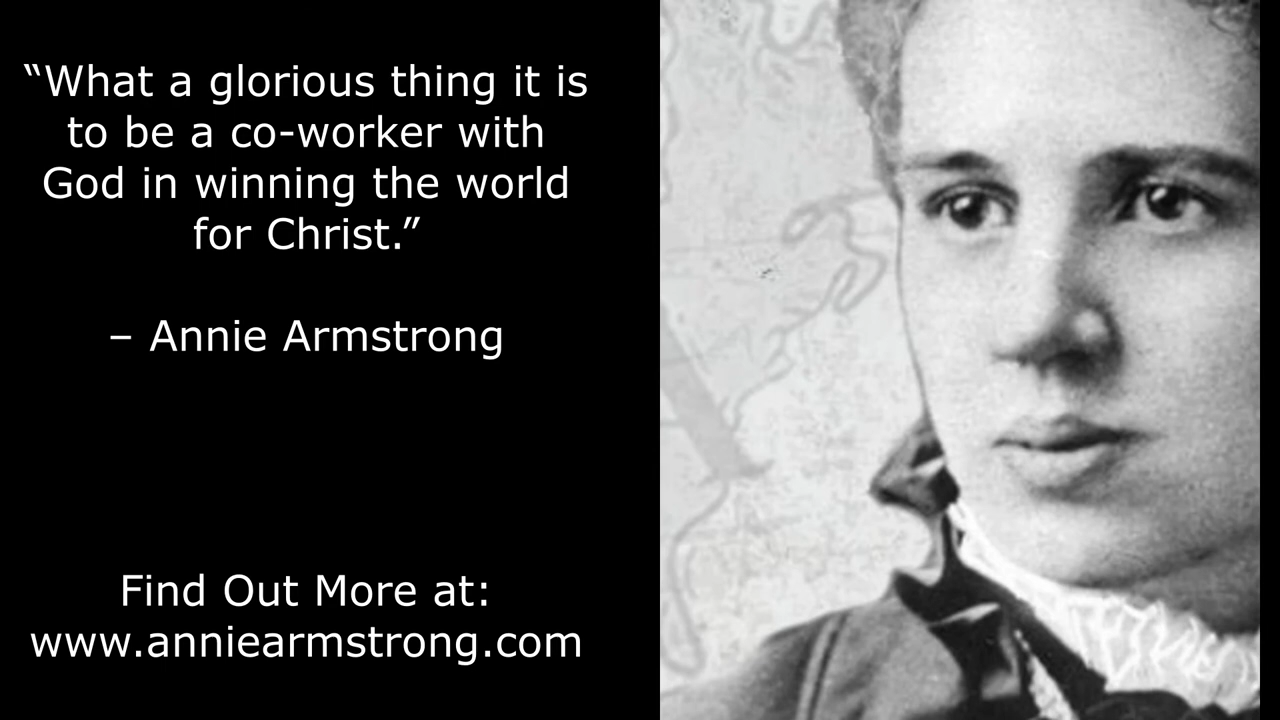 “What a glorious thing it is
to be a co-worker with
God in winning the world
for Christ.”
– Annie Armstrong
Find Out More at:
www.anniearmstrong.com